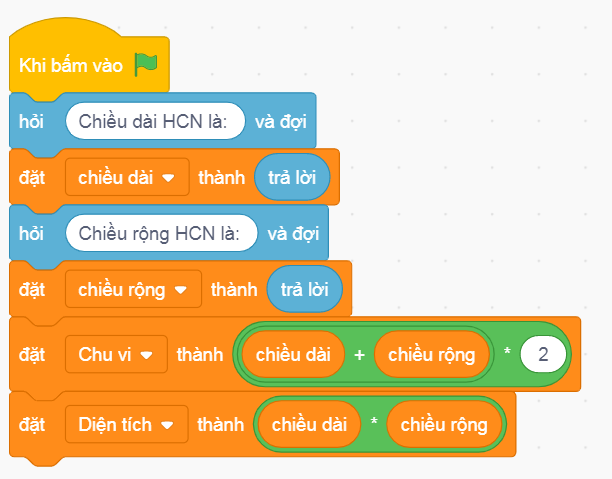 Khi bấm vào
hỏi Chiều dài HCN là: và đợi
đặt chiều dài thành trả lời
hỏi Chiều rộng HCN là: và đợi
đặt chiều rộng thành trả lời
đặt Chu vi thành chiều dài + chiều rộng * 2
đặt Diện tích thành chiều dài * chiều rộng